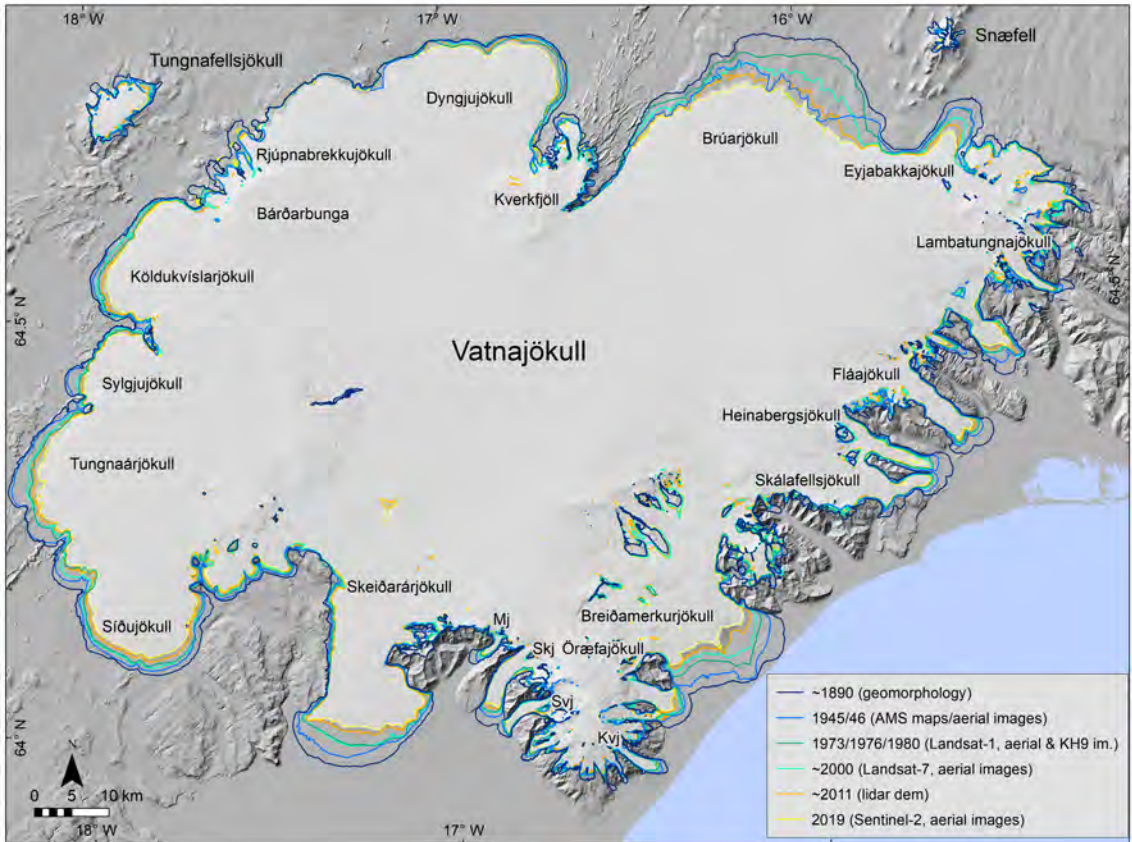 18° W
17° W
16° W
Snæfell
Tungnafellsjökull
Dyngjujökull
Brúarjökull
Rjúpnabrekkujökull
Eyjabakkajökull
Kverkfjöll
Bárðarbunga
Lambatungnajökull
Köldukvíslarjökull
64.5° N
64.5° N
Vatnajökull
Fláajökull
Sylgjujökull
Heinabergsjökull
Tungnaárjökull
Skálafellsjökull
Skeiðarárjökull
Breiðamerkurjökull
Síðujökull
Mj
Skj Öræfajökull
Svj
Kvj
64° N
N
0 5 10 km
18° W
17° W
~1890 (geomorphology)
1945/46 (AMS maps/aerial images)
1973/1976/1980 (Landsat-1, aerial & KH9 im.)
~2000 (Landsat-7, aerial images)
~2011 (lidar dem)
2019 (Sentinel-2, aerial images)